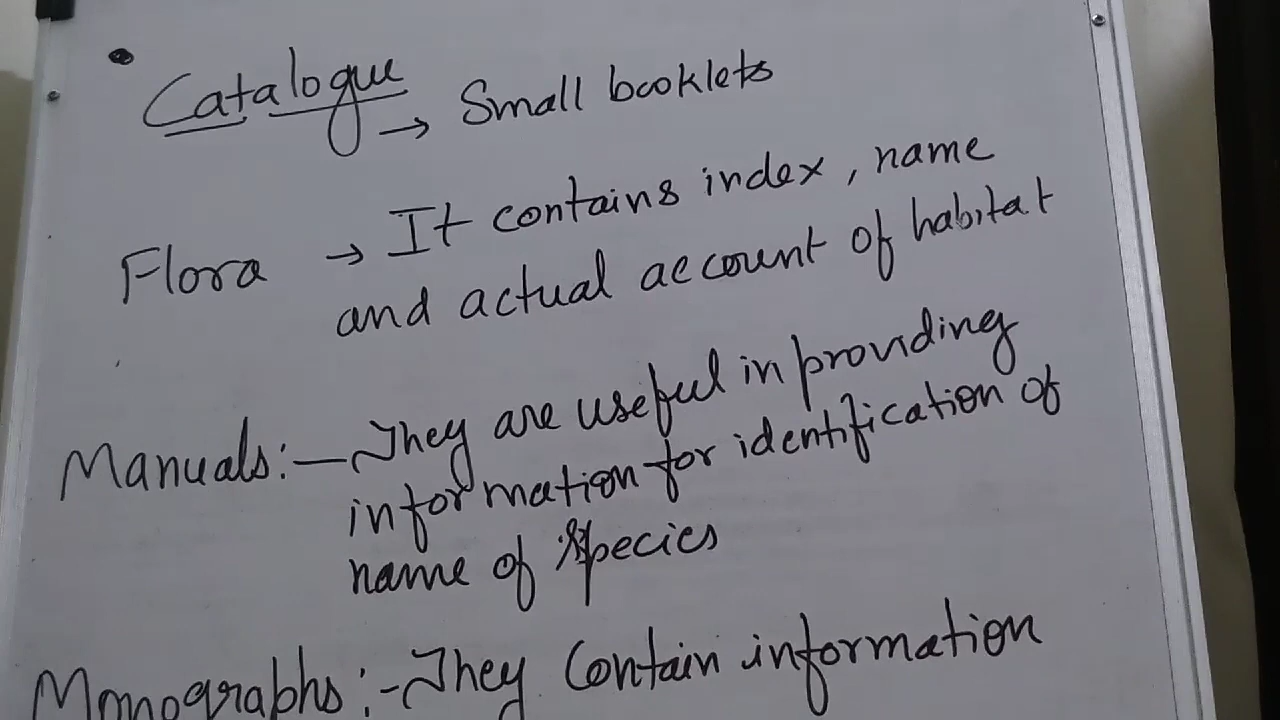 Catalogue → Small booklets
Flora → It contains index, name
and actual account of habitat
Manuals:- They are useful in providing
information for identification of
name of Species
Monographs:- They Contain information